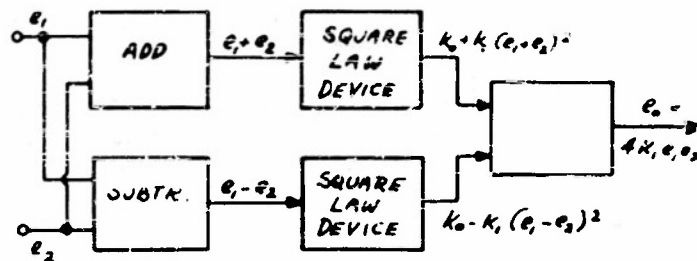 e₁
ADD
e₁+e₂
SQUARE
LAW
DEVICE
K₀+K₁(e₁+e₂)²
e₀ =
4K₁e₁e₂
SUBTR.
e₁-e₂
SQUARE
LAW
DEVICE
K₀-K₁(e₁-e₂)²
e₂